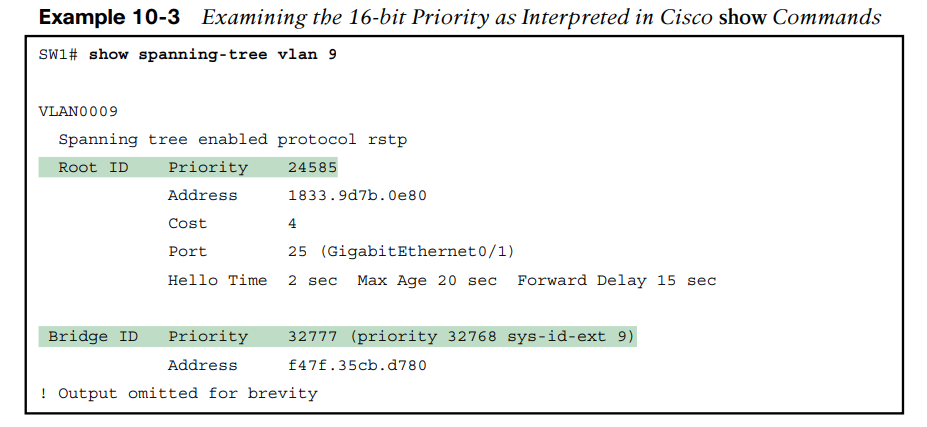 Example 10-3 Examining the 16-bit Priority as Interpreted in Cisco show Commands
SW1# show spanning-tree vlan 9
VLAN0009
Spanning tree enabled protocol rstp
Root ID Priority 24585
Address 1833.9d7b.0e80
Cost 4
Port 25 (GigabitEthernet0/1)
Hello Time 2 sec Max Age 20 sec Forward Delay 15 sec
Bridge ID Priority 32777 (priority 32768 sys-id-ext 9)
Address f47f.35cb.d780
! Output omitted for brevity